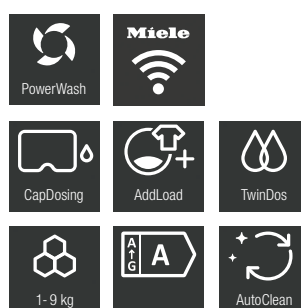 PowerWash
Miele
CapDosing
AddLoad
TwinDos
1- 9 kg
A
↑
G
A
AutoClean